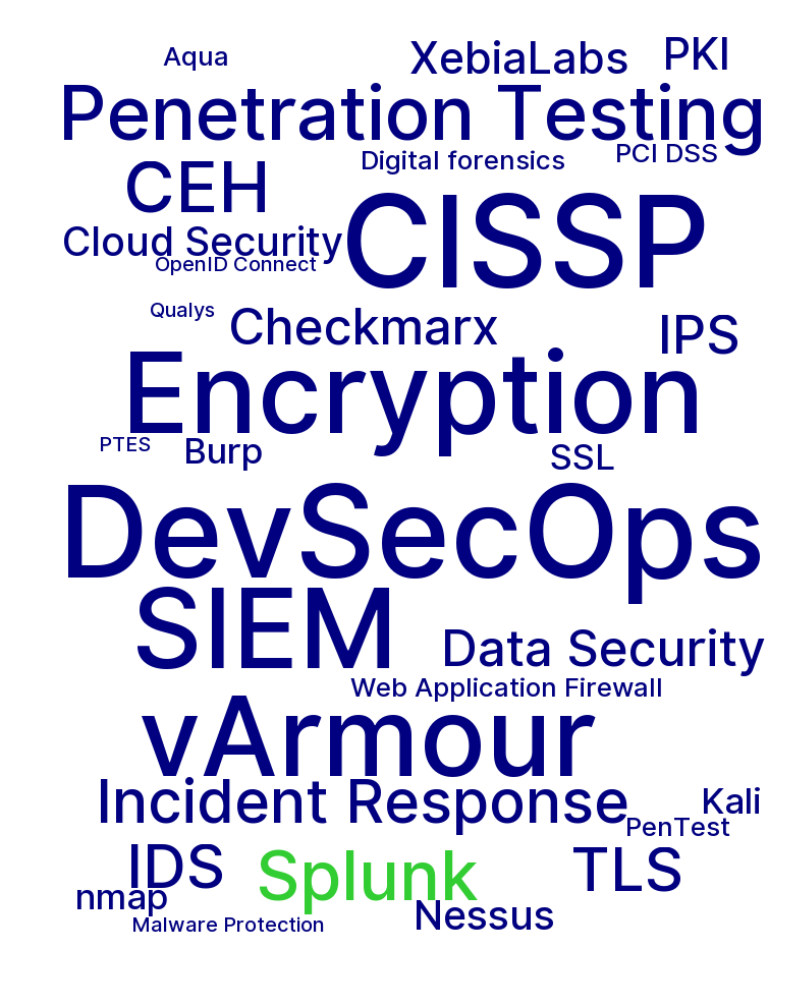 Aqua
XebiaLabs
PKI
Penetration Testing
Digital forensics
PCI DSS
CEH
CISSP
Cloud Security
OpenID Connect
Qualys
Checkmarx
IPS
Encryption
PTES
Burp
SSL
DevSecOps
SIEM
Data Security
Web Application Firewall
vArmour
Incident Response
Kali
PenTest
IDS
Splunk
TLS
nmap
Nessus
Malware Protection